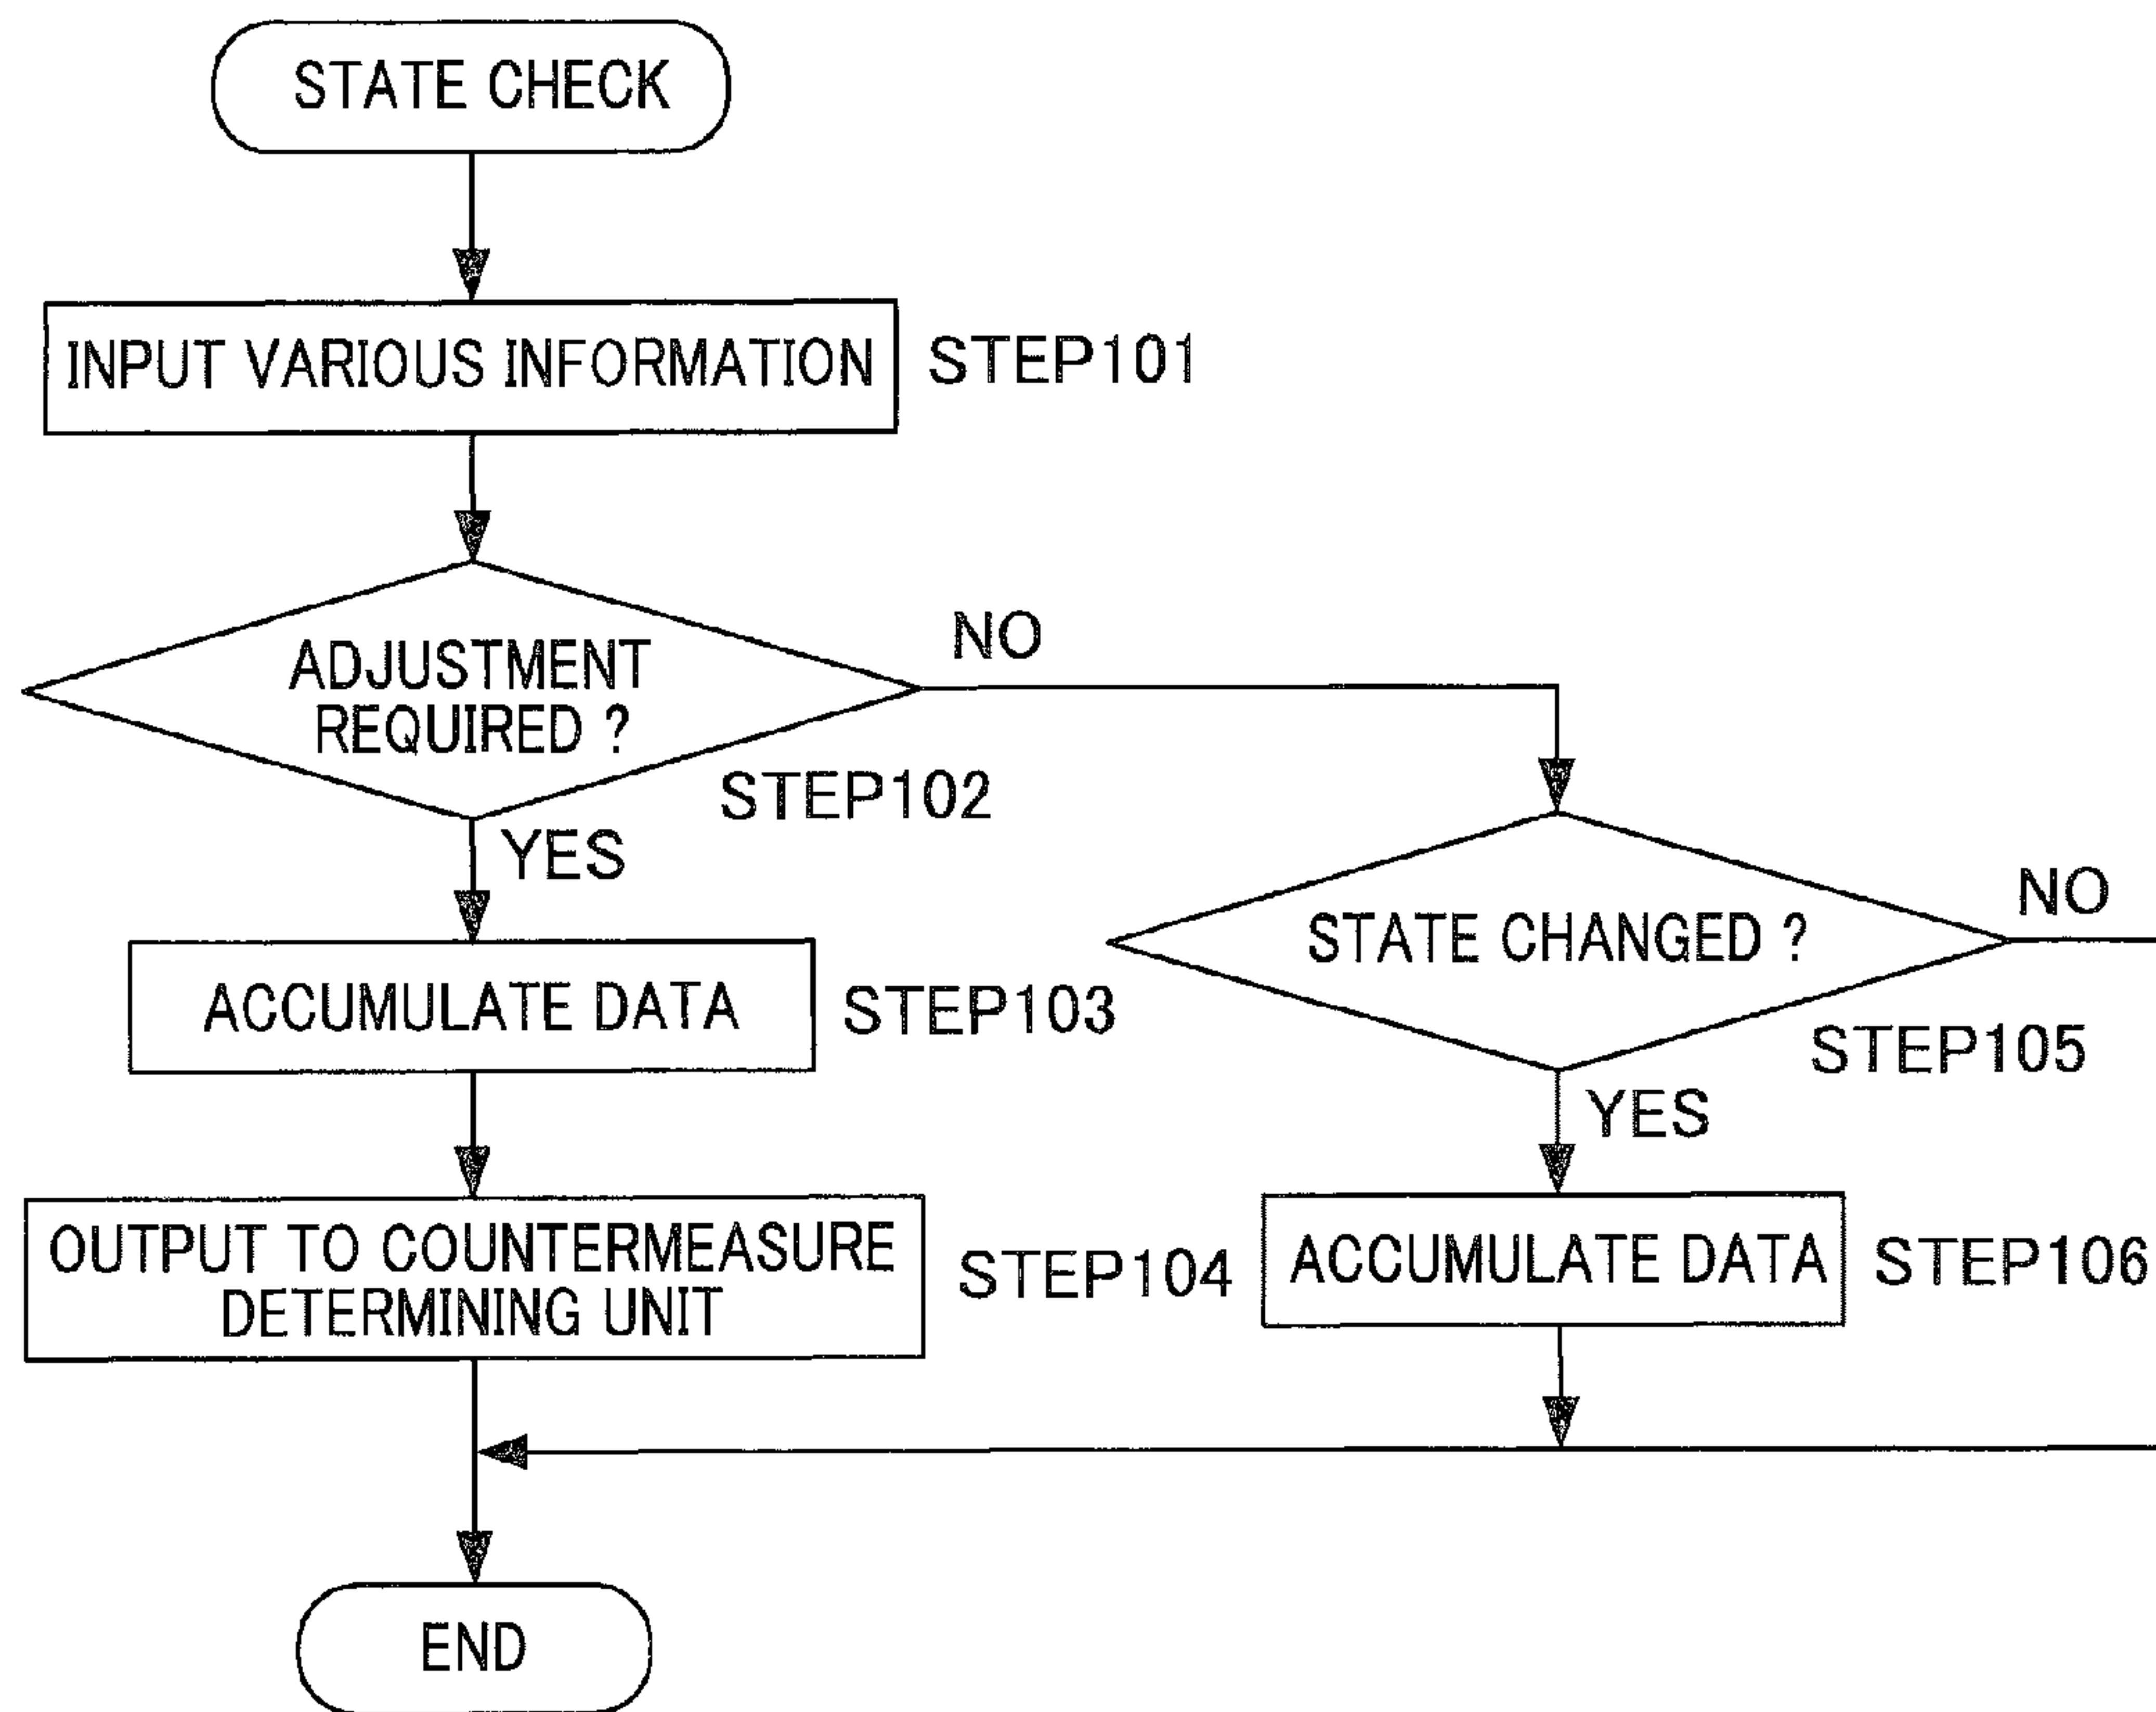 STATE CHECK
INPUT VARIOUS INFORMATION
STEP101
ADJUSTMENT
REQUIRED ?
NO
STEP102
YES
ACCUMULATE DATA
STEP103
OUTPUT TO COUNTERMEASURE
DETERMINING UNIT
STEP104
STATE CHANGED ?
NO
STEP105
YES
ACCUMULATE DATA
STEP106
END